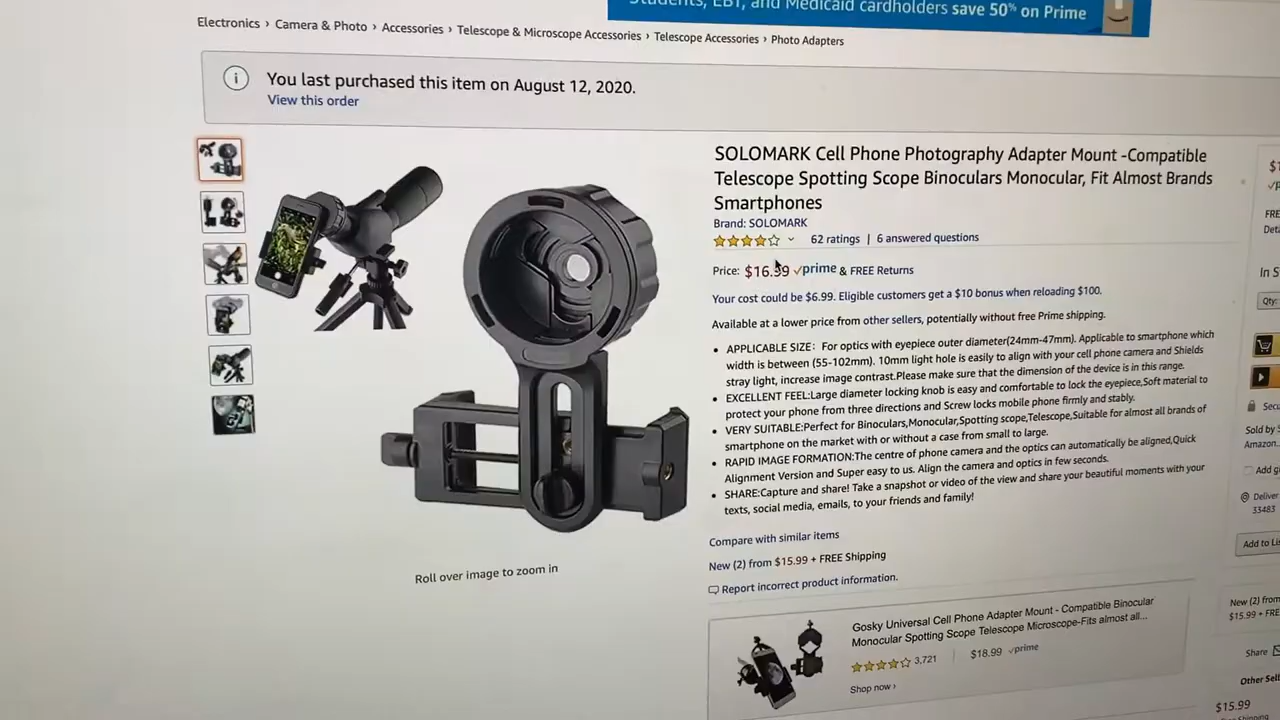 Students, EBT, and Medicaid cardholders save 50% on Prime
Electronics › Camera & Photo › Accessories › Telescope & Microscope Accessories › Telescope Accessories › Photo Adapters
You last purchased this item on August 12, 2020.
View this order
SOLOMARK Cell Phone Photography Adapter Mount -Compatible
Telescope Spotting Scope Binoculars Monocular, Fit Almost Brands
Smartphones
Brand: SOLOMARK
62 ratings | 6 answered questions
Price: $16.99 prime & FREE Returns
Your cost could be $6.99. Eligible customers get a $10 bonus when reloading $100.
Available at a lower price from other sellers, potentially without free Prime shipping.
• APPLICABLE SIZE: For optics with eyepiece outer diameter(24mm-47mm). Applicable to smartphone which
width is between (55-102mm). 10mm light hole is easily to align with your cell phone camera and Shields
stray light, increase image contrast.Please make sure that the dimension of the device is in this range.
• EXCELLENT FEEL:Large diameter locking knob is easy and comfortable to lock the eyepiece,Soft material to
protect your phone from three directions and Screw locks mobile phone firmly and stably.
• VERY SUITABLE:Perfect for Binoculars,Monocular,Spotting scope,Telescope,Suitable for almost all brands of
smartphone on the market with or without a case from small to large.
• RAPID IMAGE FORMATION:The centre of phone camera and the optics can automatically be aligned,Quick
Alignment Version and Super easy to us. Align the camera and optics in few seconds.
• SHARE:Capture and share! Take a snapshot or video of the view and share your beautiful moments with your
texts, social media, emails, to your friends and family!
Compare with similar items
New (2) from $15.99 + FREE Shipping
Report incorrect product information.
Roll over image to zoom in
Gosky Universal Cell Phone Adapter Mount - Compatible Binocular
Monocular Spotting Scope Telescope Microscope-Fits almost all...
3,721 | $18.99 prime
Shop now ›
FRE
Deta
In S
Qty:
Secu
Sold by S
Amazon.
Add g
Deliver
33483
Add to Lis
New (2) from
$15.99 + FRE
Share
Other Sell
$15.99